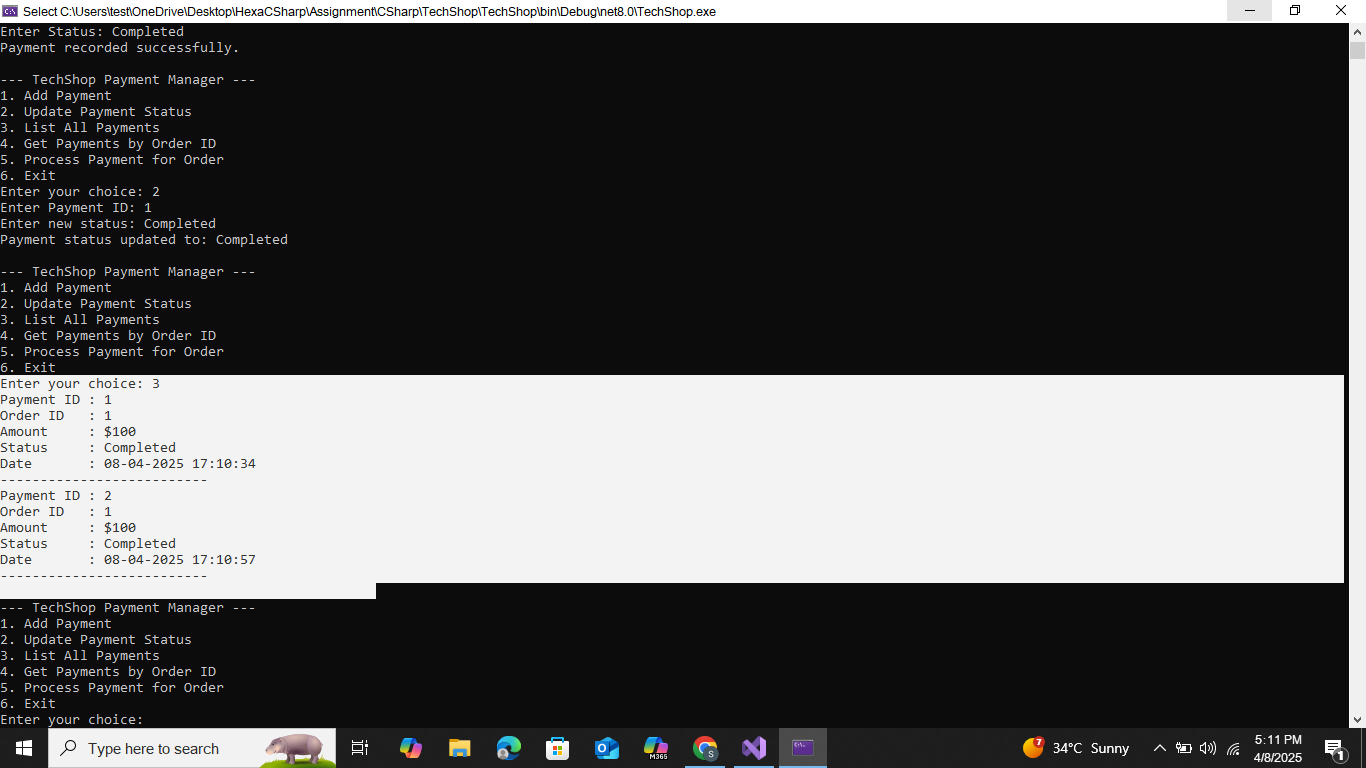 Select C:\Users\test\OneDrive\Desktop\HexaCSharp\Assignment\CSharp\TechShop\TechShop\bin\Debug\net8.0\TechShop.exe
Enter Status: Completed
Payment recorded successfully.
--- TechShop Payment Manager ---
1. Add Payment
2. Update Payment Status
3. List All Payments
4. Get Payments by Order ID
5. Process Payment for Order
6. Exit
Enter your choice: 2
Enter Payment ID: 1
Enter new status: Completed
Payment status updated to: Completed
--- TechShop Payment Manager ---
1. Add Payment
2. Update Payment Status
3. List All Payments
4. Get Payments by Order ID
5. Process Payment for Order
6. Exit
Enter your choice: 3
Payment ID : 1
Order ID   : 1
Amount     : $100
Status     : Completed
Date       : 08-04-2025 17:10:34
--------------------------
Payment ID : 2
Order ID   : 1
Amount     : $100
Status     : Completed
Date       : 08-04-2025 17:10:57
--------------------------
--- TechShop Payment Manager ---
1. Add Payment
2. Update Payment Status
3. List All Payments
4. Get Payments by Order ID
5. Process Payment for Order
6. Exit
Enter your choice:
Type here to search
M365
S
7
34°C Sunny
5:11 PM
4/8/2025
1